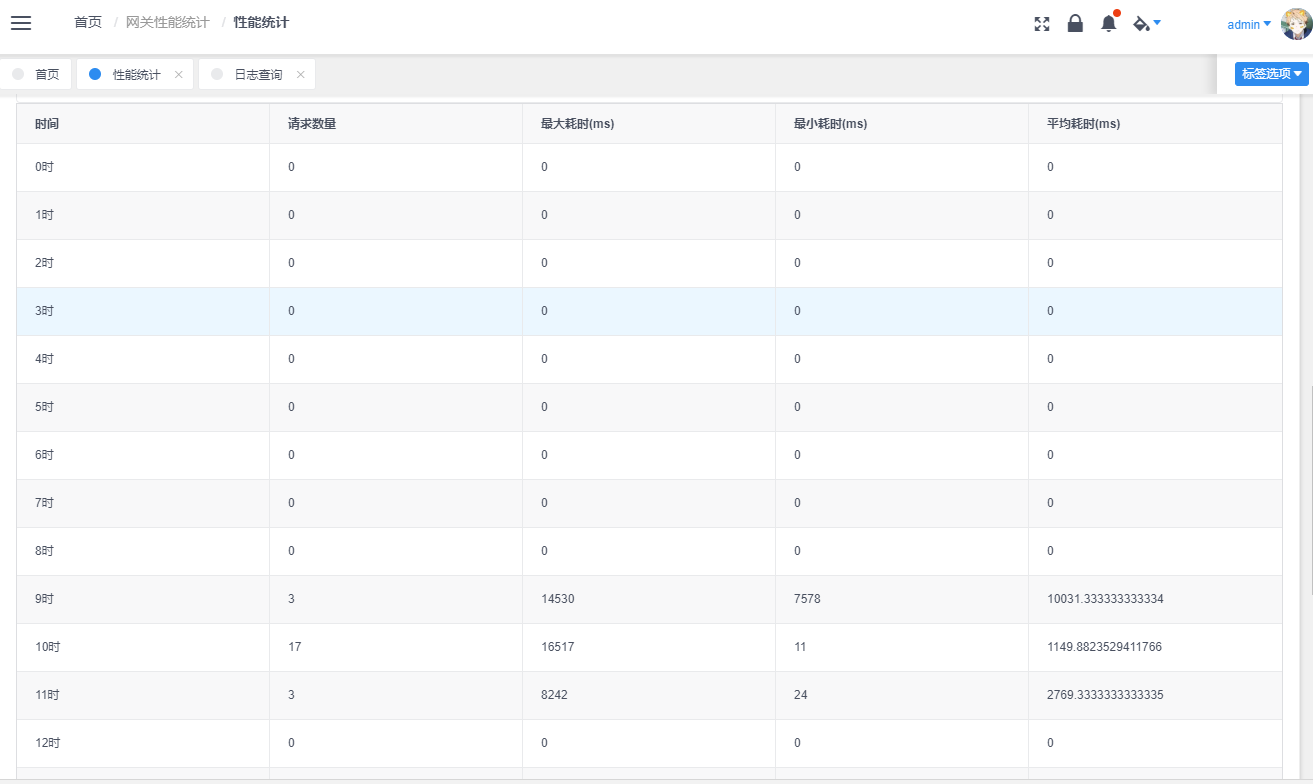 首页 / 网关性能统计 / 性能统计
admin
首页 性能统计 日志查询 标签选项
时间 请求数量 最大耗时(ms) 最小耗时(ms) 平均耗时(ms)
0时 0 0 0 0
1时 0 0 0 0
2时 0 0 0 0
3时 0 0 0 0
4时 0 0 0 0
5时 0 0 0 0
6时 0 0 0 0
7时 0 0 0 0
8时 0 0 0 0
9时 3 14530 7578 10031.333333333334
10时 17 16517 11 1149.8823529411766
11时 3 8242 24 2769.3333333333335
12时 0 0 0 0